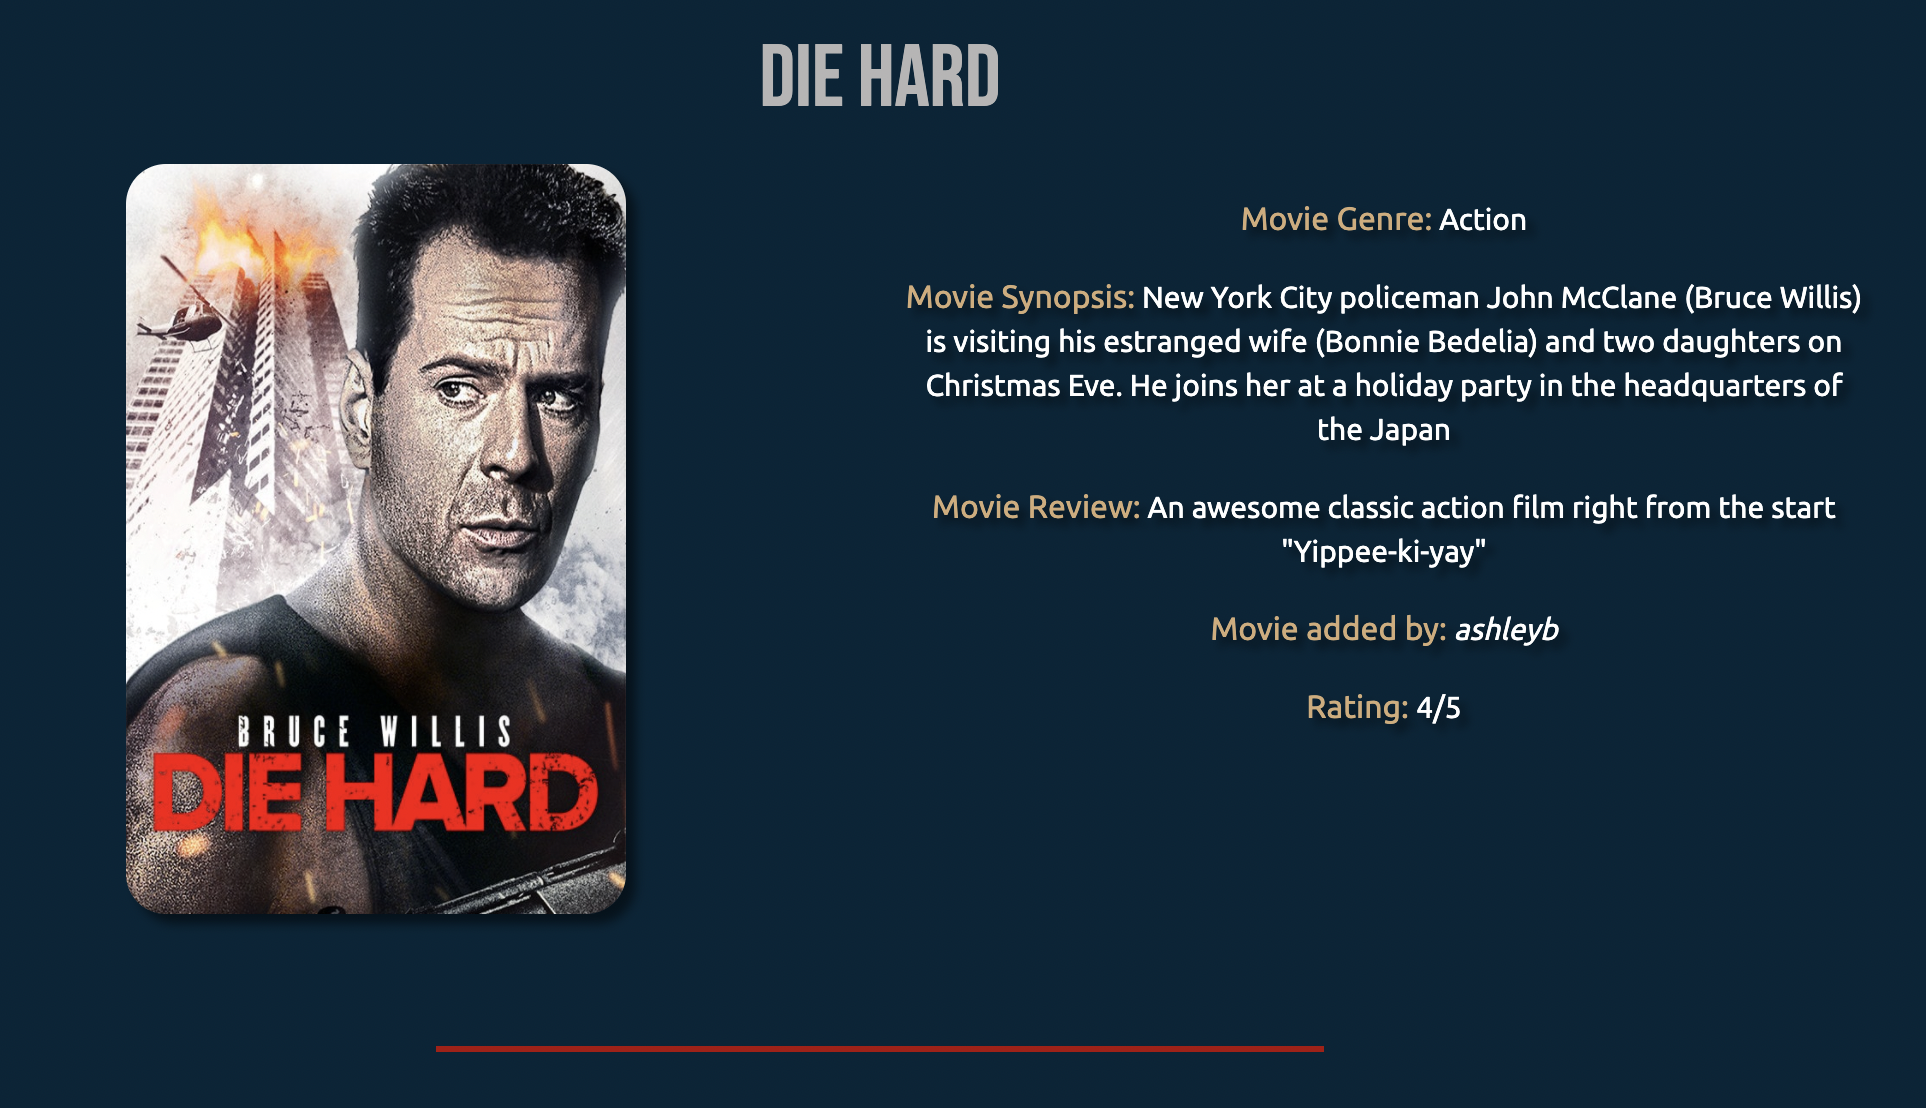 DIE HARD
BRUCE WILLIS
DIE HARD
Movie Genre: Action
Movie Synopsis: New York City policeman John McClane (Bruce Willis)
is visiting his estranged wife (Bonnie Bedelia) and two daughters on
Christmas Eve. He joins her at a holiday party in the headquarters of
the Japan
Movie Review: An awesome classic action film right from the start
"Yippee-ki-yay"
Movie added by: ashleyb
Rating: 4/5